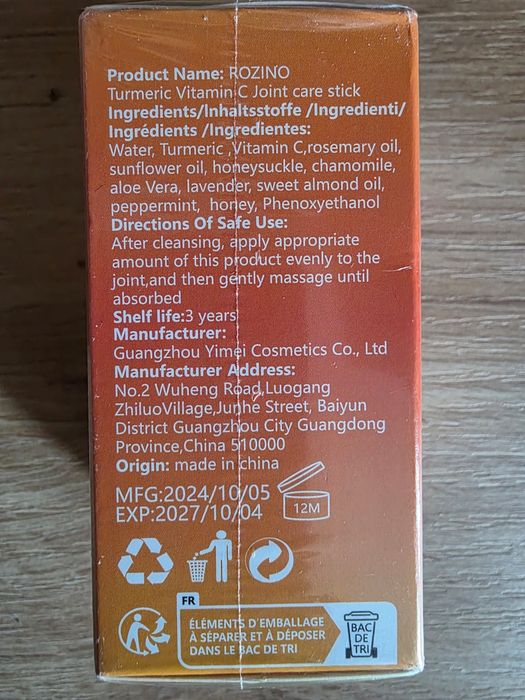 Product Name: ROZINO
Turmeric Vitamin C Joint care stick
Ingredients/Inhaltsstoffe /Ingredienti/
Ingrédients /Ingredientes:
Water, Turmeric ,Vitamin C,rosemary oil,
sunflower oil, honeysuckle, chamomile,
aloe Vera, lavender, sweet almond oil,
peppermint, honey, Phenoxyethanol
Directions Of Safe Use:
After cleansing, apply appropriate
amount of this product evenly to the
joint,and then gently massage until
absorbed
Shelf life:3 years
Manufacturer:
Guangzhou Yimei Cosmetics Co., Ltd
Manufacturer Address:
No.2 Wuheng Road,Luogang
ZhiluoVillage,Junhe Street, Baiyun
District Guangzhou City Guangdong
Province,China 510000
Origin: made in china
MFG:2024/10/05
EXP:2027/10/04
12M
FR
ÉLÉMENTS D'EMBALLAGE
À SÉPARER ET À DÉPOSER
DANS LE BAC DE TRI
BAC
DE
TRI